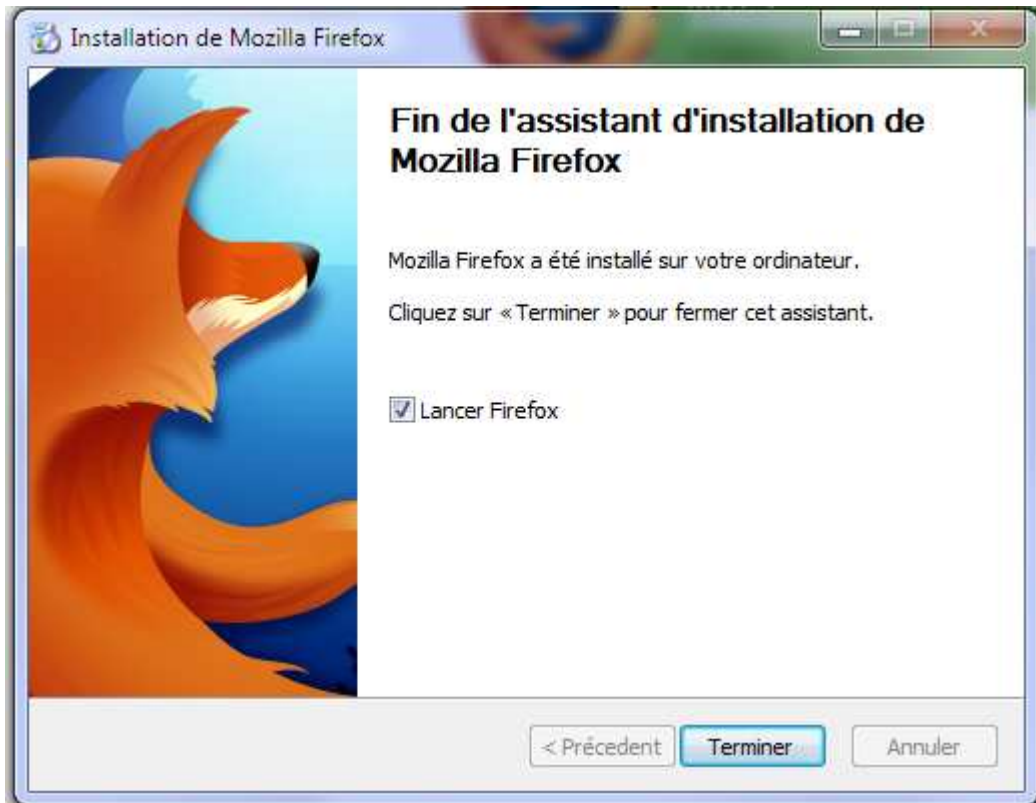 Installation de Mozilla Firefox
Fin de l'assistant d'installation de
Mozilla Firefox
Mozilla Firefox a été installé sur votre ordinateur.
Cliquez sur « Terminer » pour fermer cet assistant.
Lancer Firefox
< Précedent
Terminer
Annuler